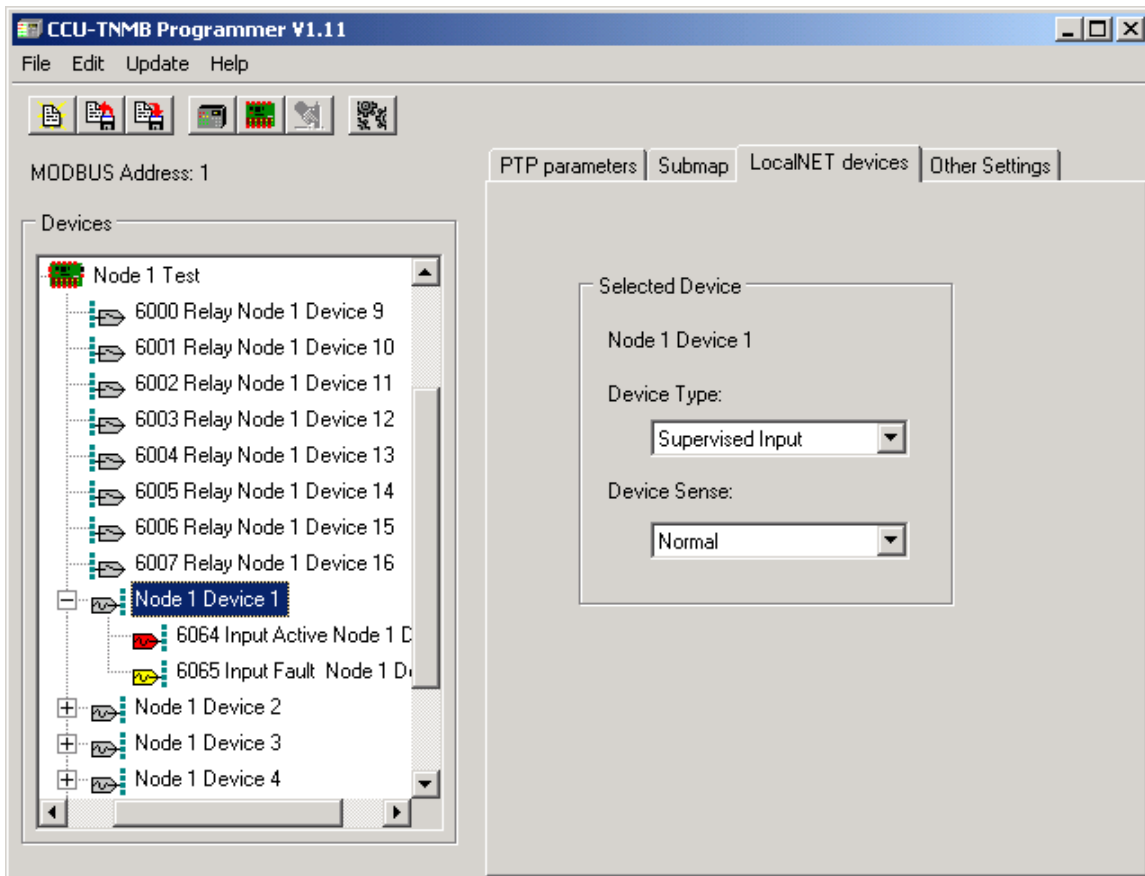 CCU-TNMB Programmer V1.11
File Edit Update Help
MODBUS Address: 1
Devices
Node 1 Test
6000 Relay Node 1 Device 9
6001 Relay Node 1 Device 10
6002 Relay Node 1 Device 11
6003 Relay Node 1 Device 12
6004 Relay Node 1 Device 13
6005 Relay Node 1 Device 14
6006 Relay Node 1 Device 15
6007 Relay Node 1 Device 16
Node 1 Device 1
6064 Input Active Node 1 D
6065 Input Fault Node 1 De
Node 1 Device 2
Node 1 Device 3
Node 1 Device 4
PTP parameters Submap LocalNET devices Other Settings
Selected Device
Node 1 Device 1
Device Type:
Supervised Input
Device Sense:
Normal